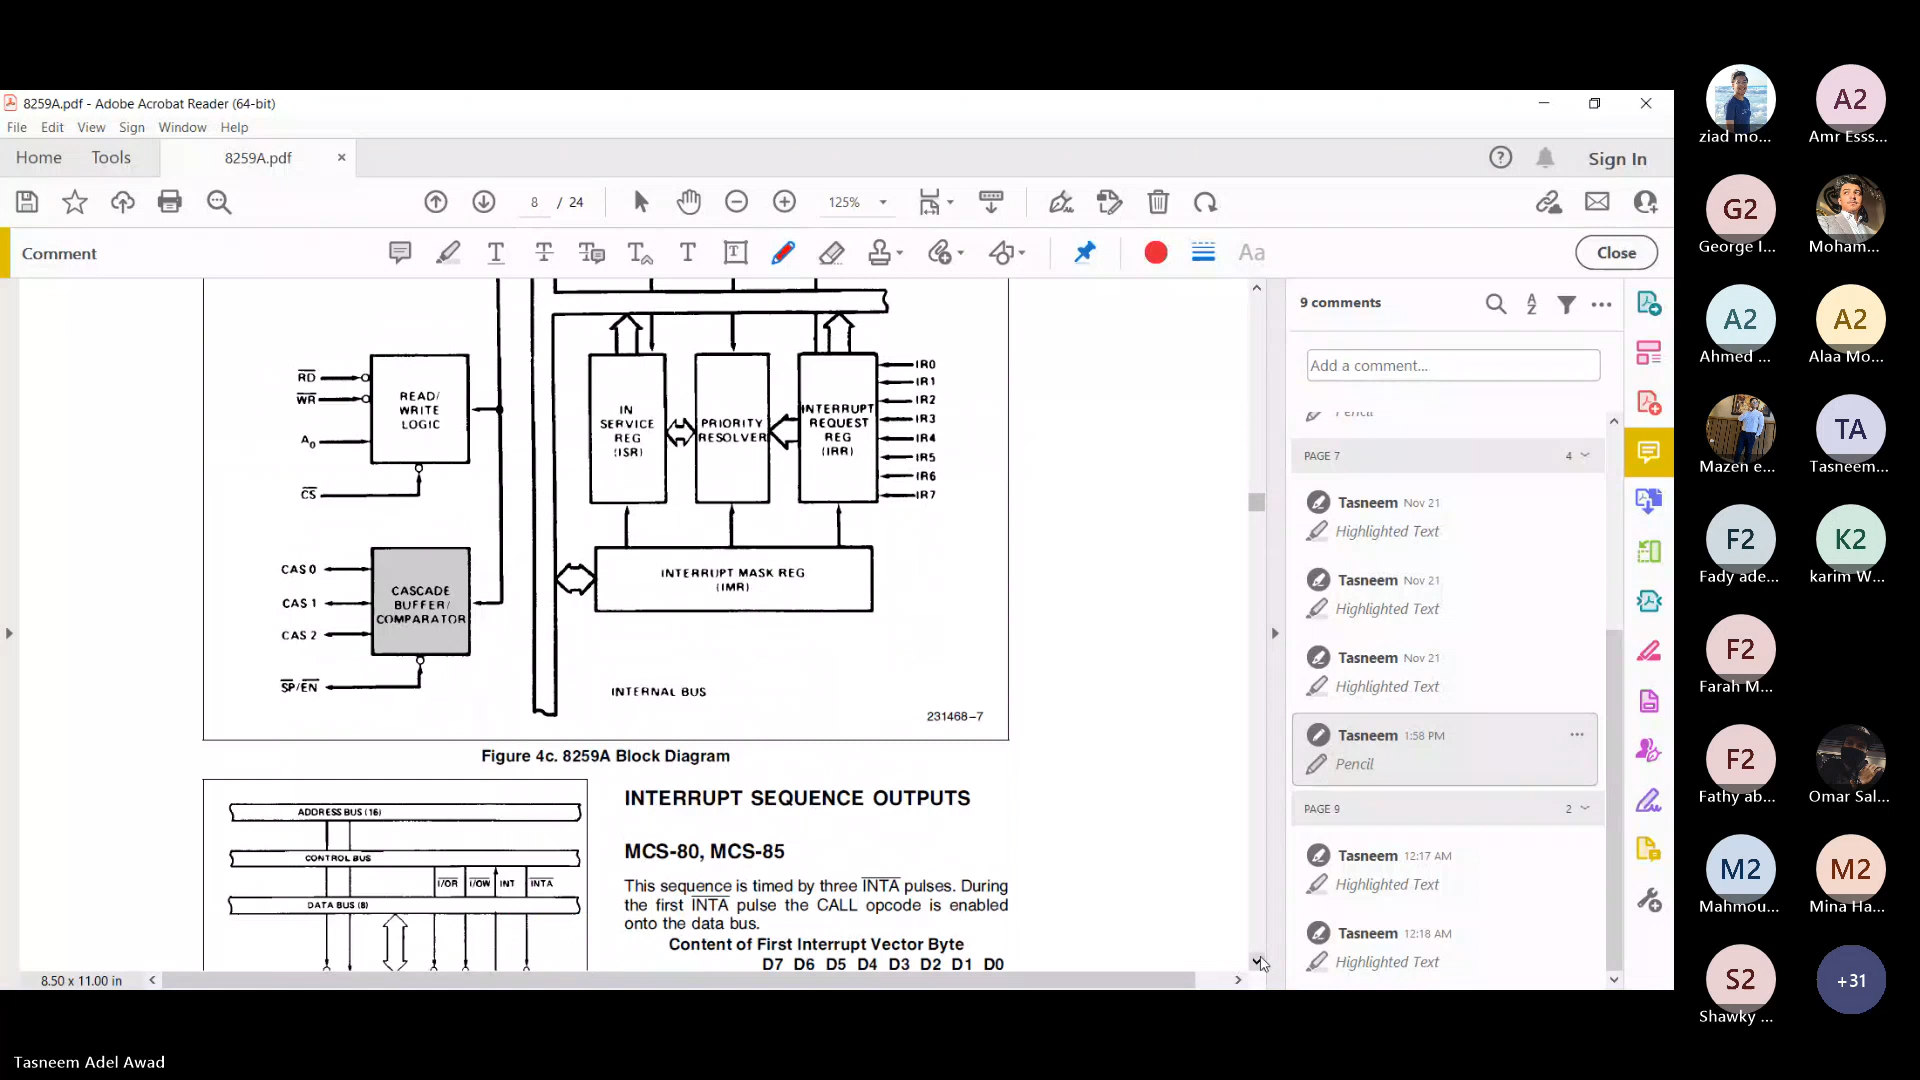 8259A.pdf - Adobe Acrobat Reader (64-bit)
File Edit View Sign Window Help
Home Tools 8259A.pdf
Sign In
8 / 24
125%
Comment
Close
RD
WR
A0
CS
READ/
WRITE
LOGIC
CAS 0
CAS 1
CAS 2
SP/EN
CASCADE
BUFFER/
COMPARATOR
IN
SERVICE
REG
(ISR)
PRIORITY
RESOLVER
INTERRUPT
REQUEST
REG
(IRR)
IR0
IR1
IR2
IR3
IR4
IR5
IR6
IR7
INTERRUPT MASK REG
(IMR)
INTERNAL BUS
231468–7
Figure 4c. 8259A Block Diagram
ADDRESS BUS (16)
CONTROL BUS
I/OR I/OW INT INTA
DATA BUS (8)
INTERRUPT SEQUENCE OUTPUTS
MCS-80, MCS-85
This sequence is timed by three INTA pulses. During
the first INTA pulse the CALL opcode is enabled
onto the data bus.
Content of First Interrupt Vector Byte
D7 D6 D5 D4 D3 D2 D1 D0
8.50 x 11.00 in
9 comments
Add a comment...
Pencil
PAGE 7 4
Tasneem Nov 21
Highlighted Text
Tasneem Nov 21
Highlighted Text
Tasneem Nov 21
Highlighted Text
Tasneem 1:58 PM
Pencil
PAGE 9 2
Tasneem 12:17 AM
Highlighted Text
Tasneem 12:18 AM
Highlighted Text
ziad mo...
A2
Amr Esss...
G2
George I...
Moham...
A2
Ahmed ...
A2
Alaa Mo...
Mazen e...
TA
Tasneem...
F2
Fady ade...
K2
karim W...
F2
Farah M...
F2
Fathy ab...
Omar Sal...
M2
Mahmou...
M2
Mina Ha...
S2
Shawky ...
+31
Tasneem Adel Awad